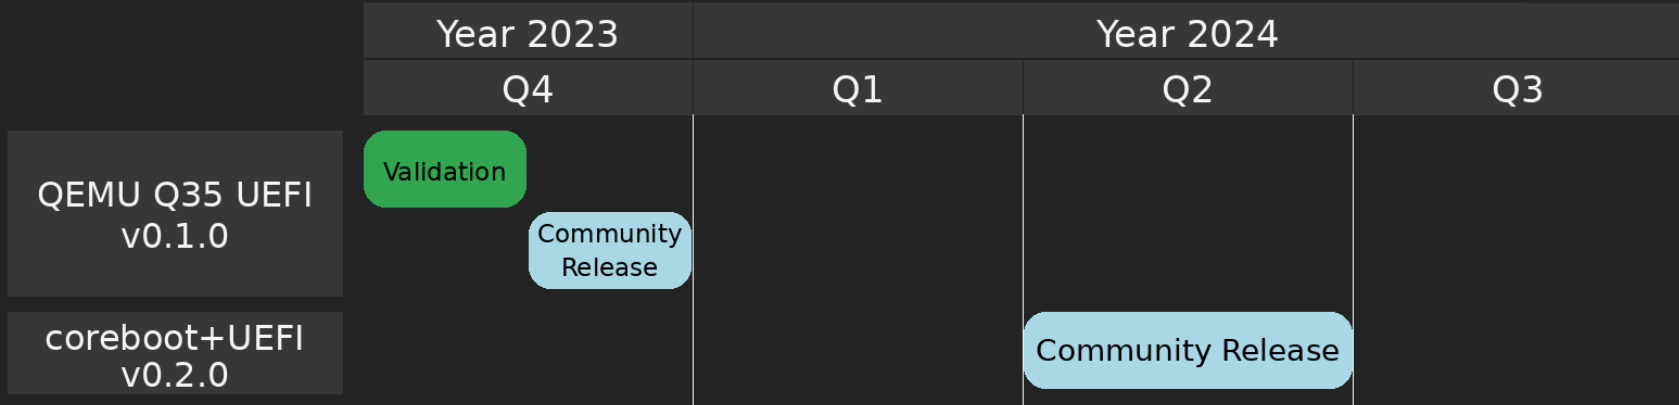 Year 2023
Year 2024
Q4
Q1
Q2
Q3
QEMU Q35 UEFI
v0.1.0
Validation
Community
Release
coreboot+UEFI
v0.2.0
Community Release